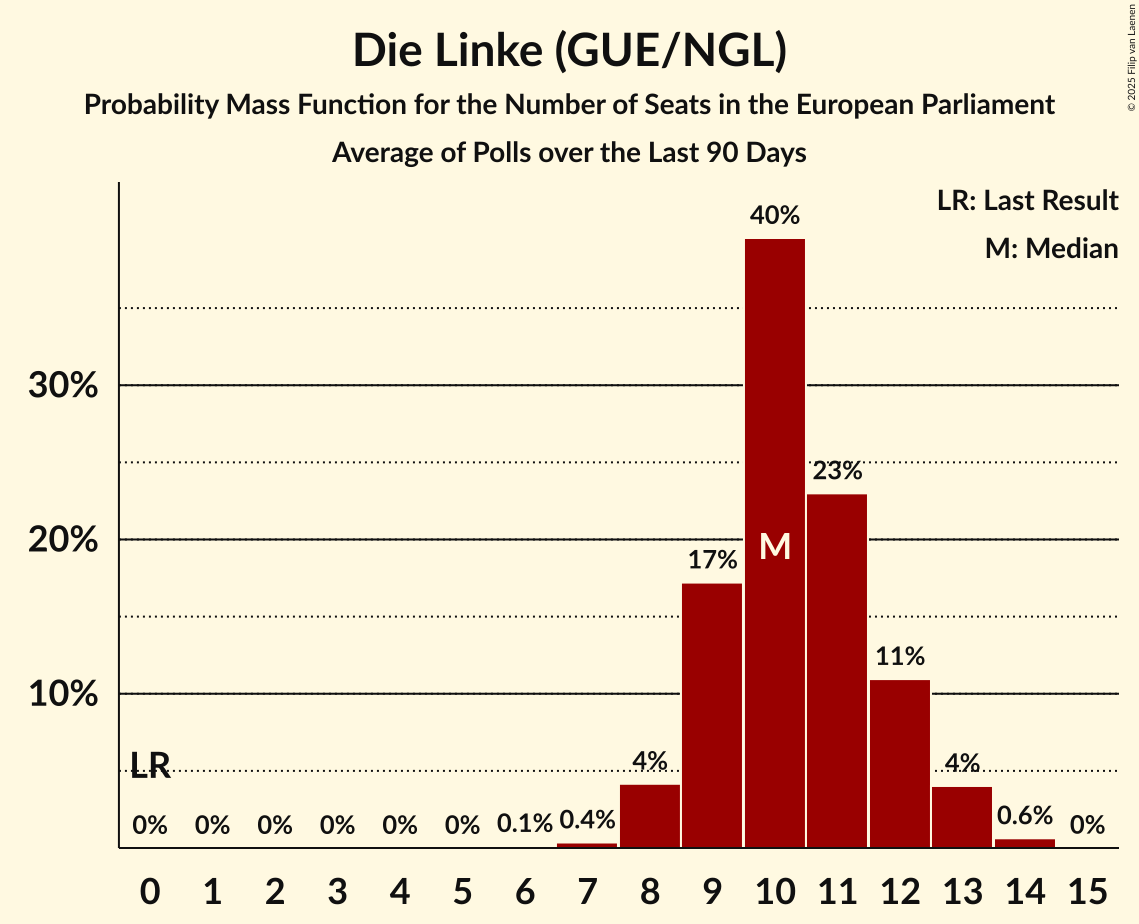 Die Linke (GUE/NGL)
Probability Mass Function for the Number of Seats in the European Parliament
Average of Polls over the Last 90 Days
© 2025 Filip van Laenen
LR: Last Result
M: Median
40%
30%
23%
20%
M
17%
11%
10%
LR
4%
4%
0%
0%
0%
0%
0%
0%
0.1%
0.4%
0.6%
0%
0 1 2 3 4 5 6 7 8 9 10 11 12 13 14 15